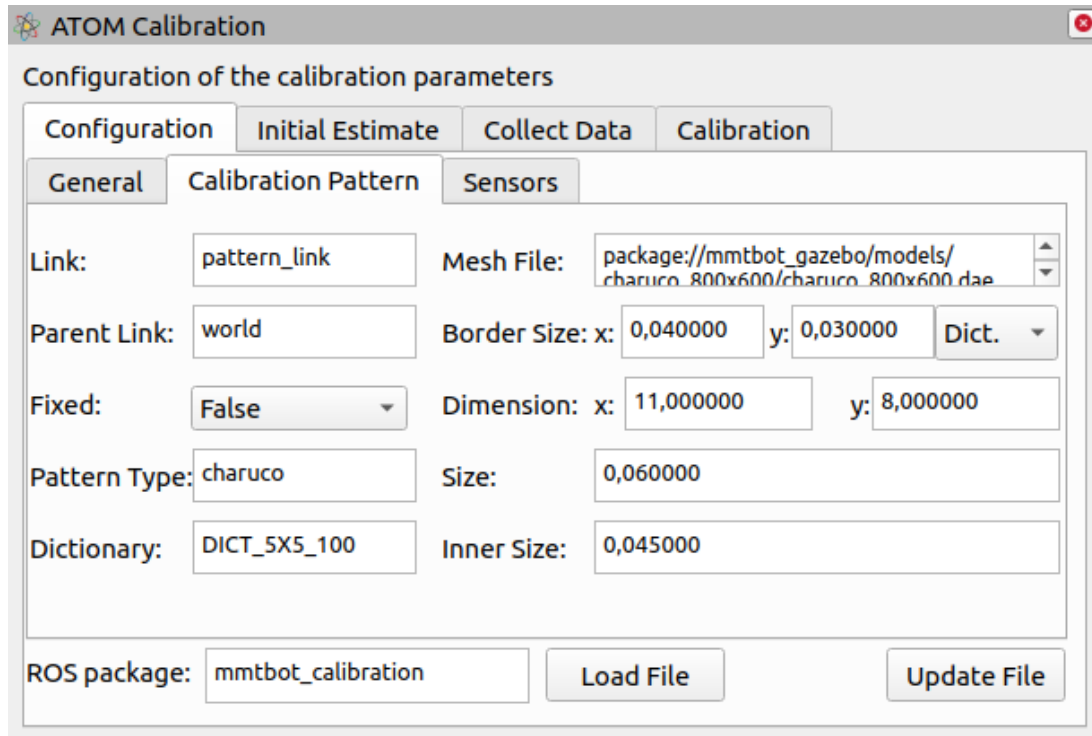 ATOM Calibration
Configuration of the calibration parameters
Configuration Initial Estimate Collect Data Calibration
General Calibration Pattern Sensors
Link: pattern_link Mesh File: package://mmtbot_gazebo/models/
charuco_800x600/charuco_800x600.dae
Parent Link: world Border Size: x: 0,040000 y: 0,030000 Dict.
Fixed: False Dimension: x: 11,000000 y: 8,000000
Pattern Type: charuco Size: 0,060000
Dictionary: DICT_5X5_100 Inner Size: 0,045000
ROS package: mmtbot_calibration Load File Update File